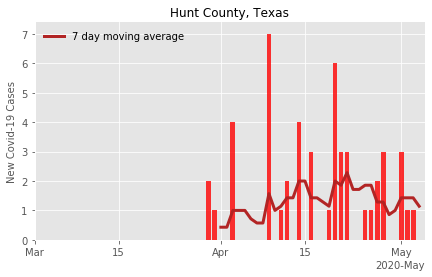 Hunt County, Texas
7 day moving average
New Covid-19 Cases
7
6
5
4
3
2
1
0
Mar 15 Apr 15 May
2020-May